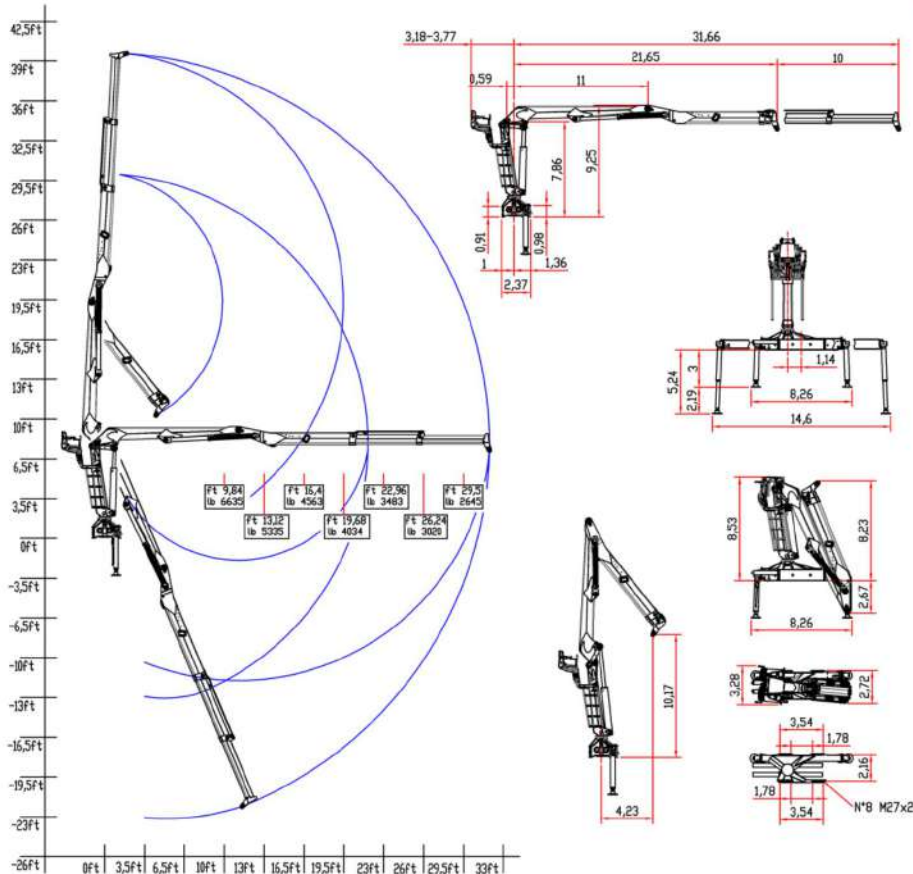 42,5ft
39ft
36ft
32,5ft
29,5ft
26ft
23ft
19,5ft
16,5ft
13ft
10ft
6,5ft
3,5ft
0ft
-3,5ft
-6,5ft
-10ft
-13ft
-16,5ft
-19,5ft
-23ft
-26ft
0ft 3,5ft 6,5ft 10ft 13ft 16,5ft 19,5ft 23ft 26ft 29,5ft 33ft
ft 9,84
lb 6635
ft 13,12
lb 5335
ft 16,4
lb 4563
ft 19,68
lb 4034
ft 22,96
lb 3483
ft 26,24
lb 3020
ft 29,5
lb 2645
3,18-3,77
31,66
21,65
10
0,59
11
7,86
9,25
0,91
0,98
1
1,36
2,37
5,24
3
2,19
1,14
8,26
14,6
8,53
8,23
2,67
8,26
10,17
4,23
3,28
2,72
3,54
1,78
2,16
1,78
3,54
N°8 M27x2